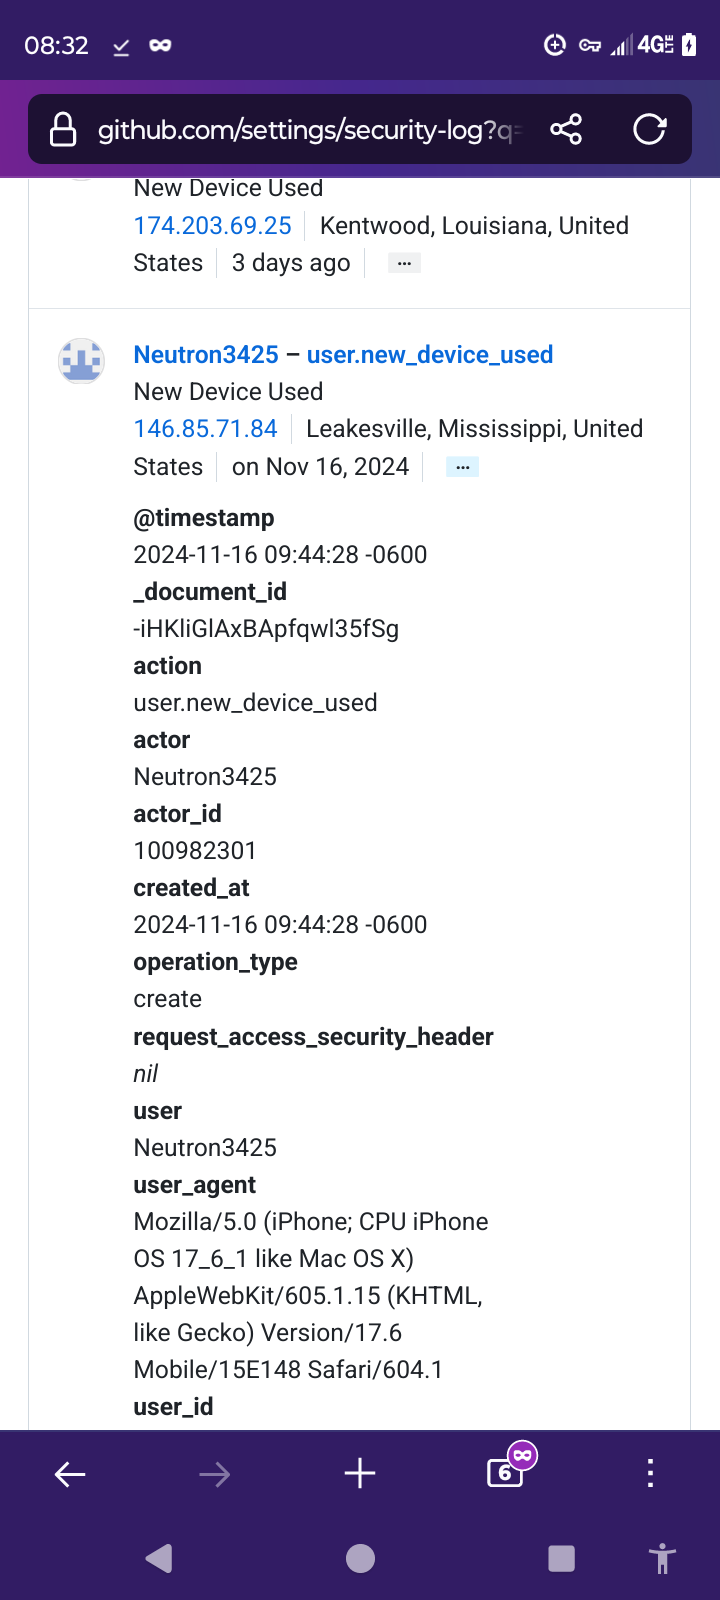 08:32
4G LTE
github.com/settings/security-log?q=
New Device Used
174.203.69.25 Kentwood, Louisiana, United
States 3 days ago ...
Neutron3425 – user.new_device_used
New Device Used
146.85.71.84 Leakesville, Mississippi, United
States on Nov 16, 2024 ...
@timestamp
2024-11-16 09:44:28 -0600
_document_id
-iHKliGlAxBApfqwl35fSg
action
user.new_device_used
actor
Neutron3425
actor_id
100982301
created_at
2024-11-16 09:44:28 -0600
operation_type
create
request_access_security_header
nil
user
Neutron3425
user_agent
Mozilla/5.0 (iPhone; CPU iPhone
OS 17_6_1 like Mac OS X)
AppleWebKit/605.1.15 (KHTML,
like Gecko) Version/17.6
Mobile/15E148 Safari/604.1
user_id
6